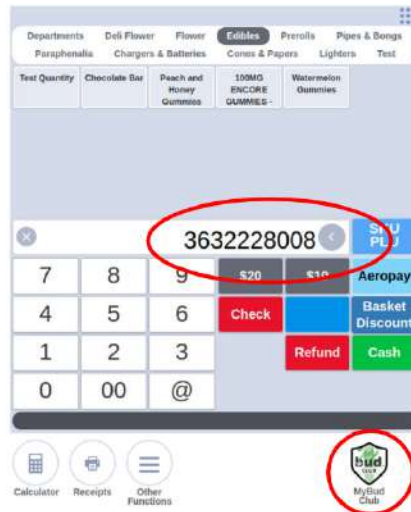 Departments Deli Flower Flower Edibles Prerolls Pipes & Bongs
Paraphenalia Chargers & Batteries Cones & Papers Lighters Test
Test Quantity
Chocolate Bar
Peach and
Honey
Gummies
100MG
ENCORE
GUMMIES -
Watermelon
Gummies
3632228008
SKU
PLU
7 8 9 $20 $10 Aeropay
4 5 6 Check
Basket
Discount
1 2 3 Refund Cash
0 00 @
bud
CLUB
Calculator
Receipts
Other
Functions
MyBud
Club